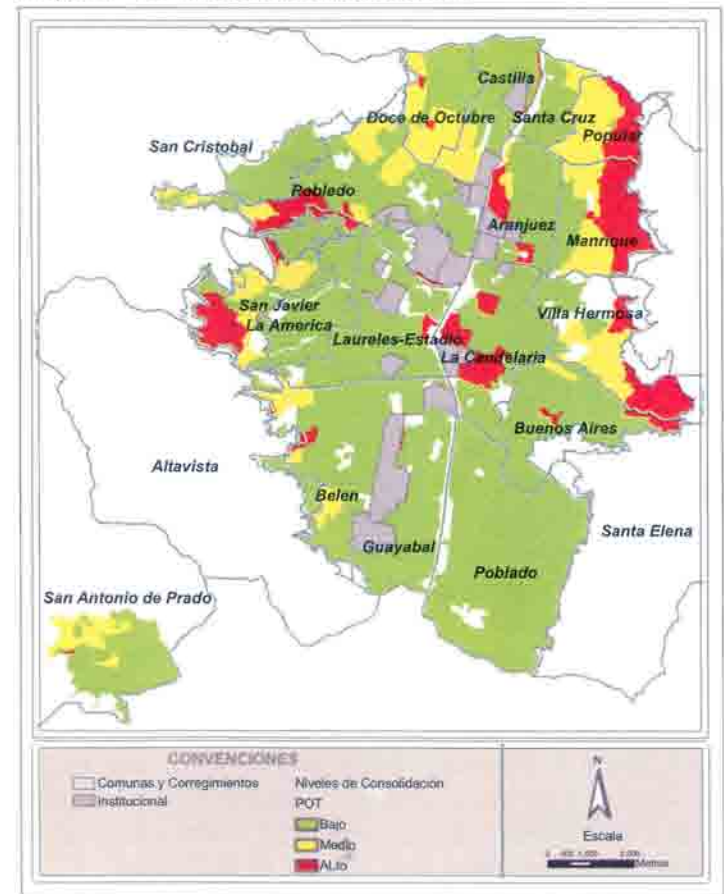 Castilla
Doce de Octubre
Santa Cruz
San Cristobal
Popular
Robledo
Aranjuez
Manrique
San Javier
Villa Hermosa
La America
Laureles-Estadio
La Candelaria
Buenos Aires
Altavista
Belen
Santa Elena
Guayabal
Poblado
San Antonio de Prado
CONVENCIONES
Comunas y Corregimientos
Institucional
Niveles de Consolidación
POT
Bajo
Medio
ALto
N
Escala
Metros